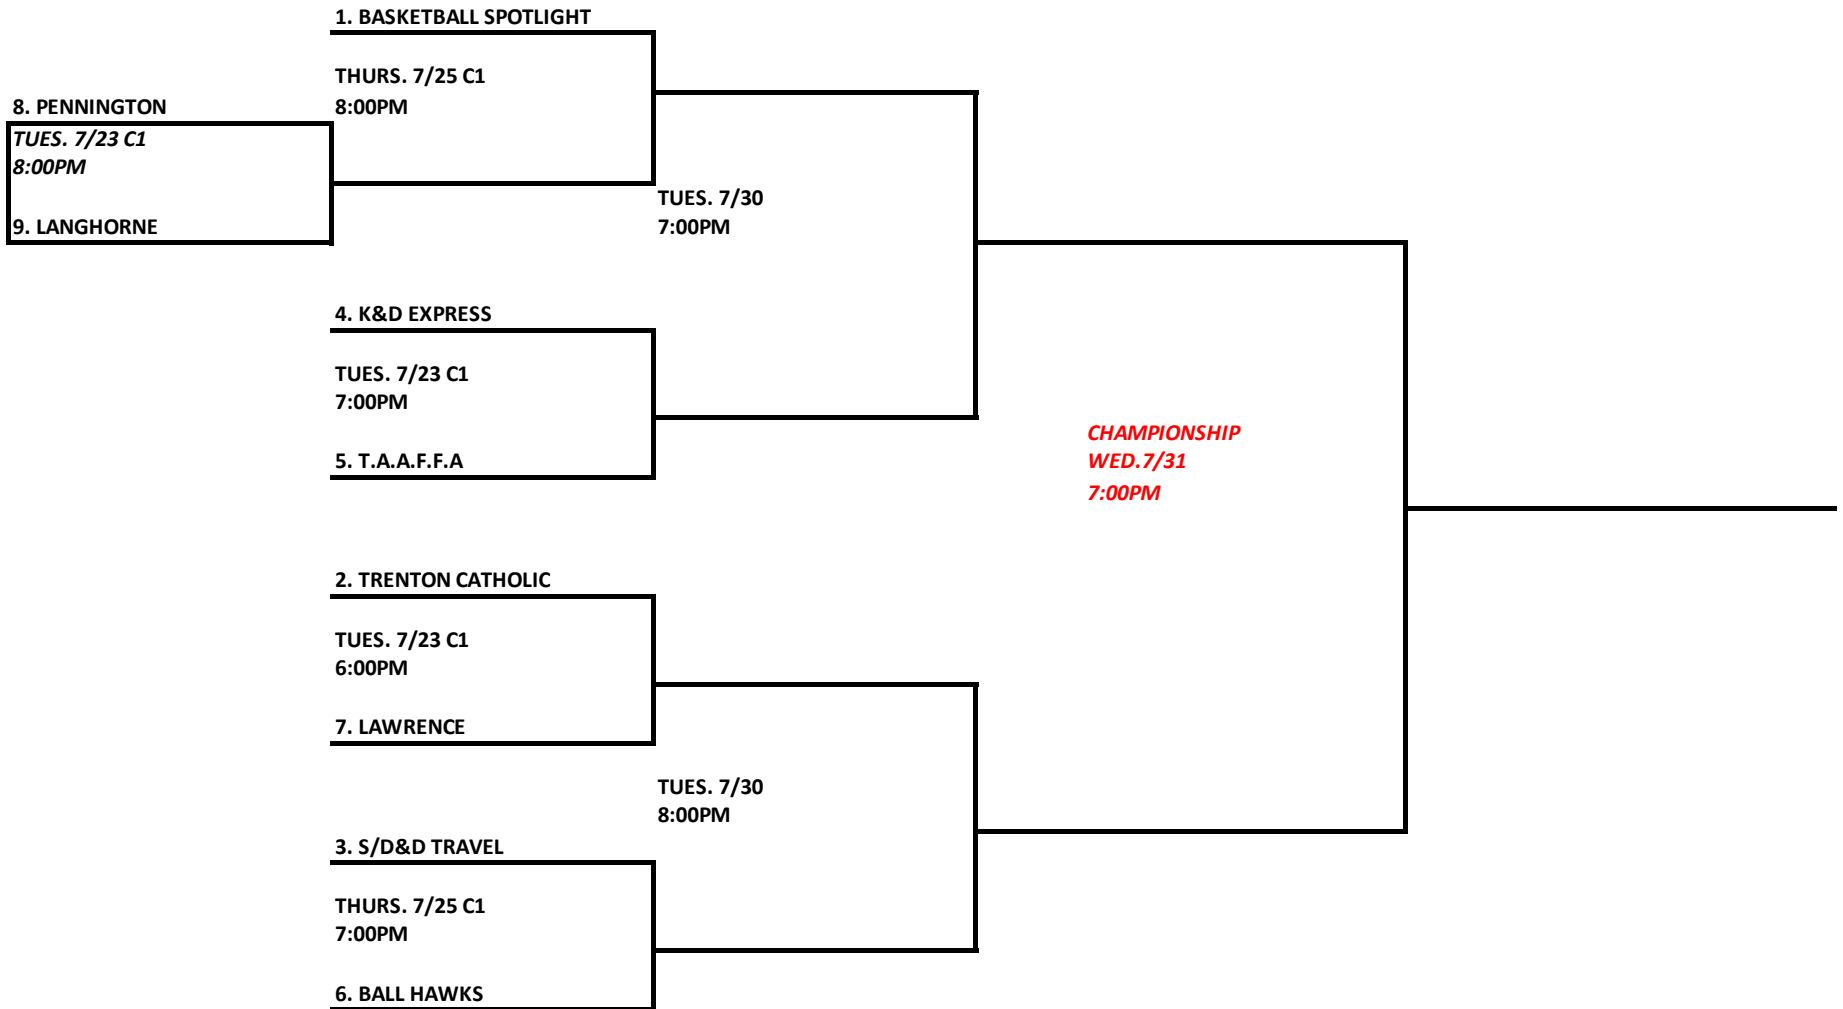 1. BASKETBALL SPOTLIGHT
THURS. 7/25 C1
8:00PM
8. PENNINGTON
TUES. 7/23 C1
8:00PM
9. LANGHORNE
TUES. 7/30
7:00PM
4. K&D EXPRESS
TUES. 7/23 C1
7:00PM
5. T.A.A.F.F.A
CHAMPIONSHIP
WED.7/31
7:00PM
2. TRENTON CATHOLIC
TUES. 7/23 C1
6:00PM
7. LAWRENCE
TUES. 7/30
8:00PM
3. S/D&D TRAVEL
THURS. 7/25 C1
7:00PM
6. BALL HAWKS